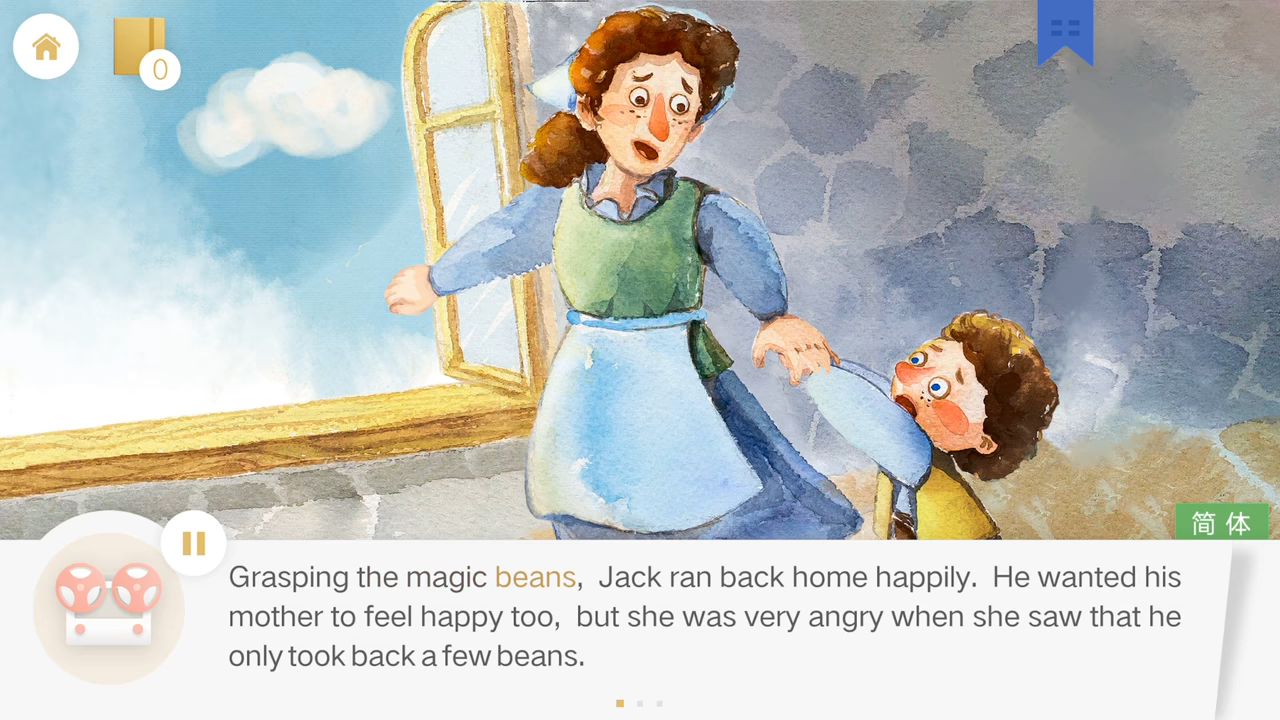 0
简体
Grasping the magic beans, Jack ran back home happily. He wanted his
mother to feel happy too, but she was very angry when she saw that he
only took back a few beans.